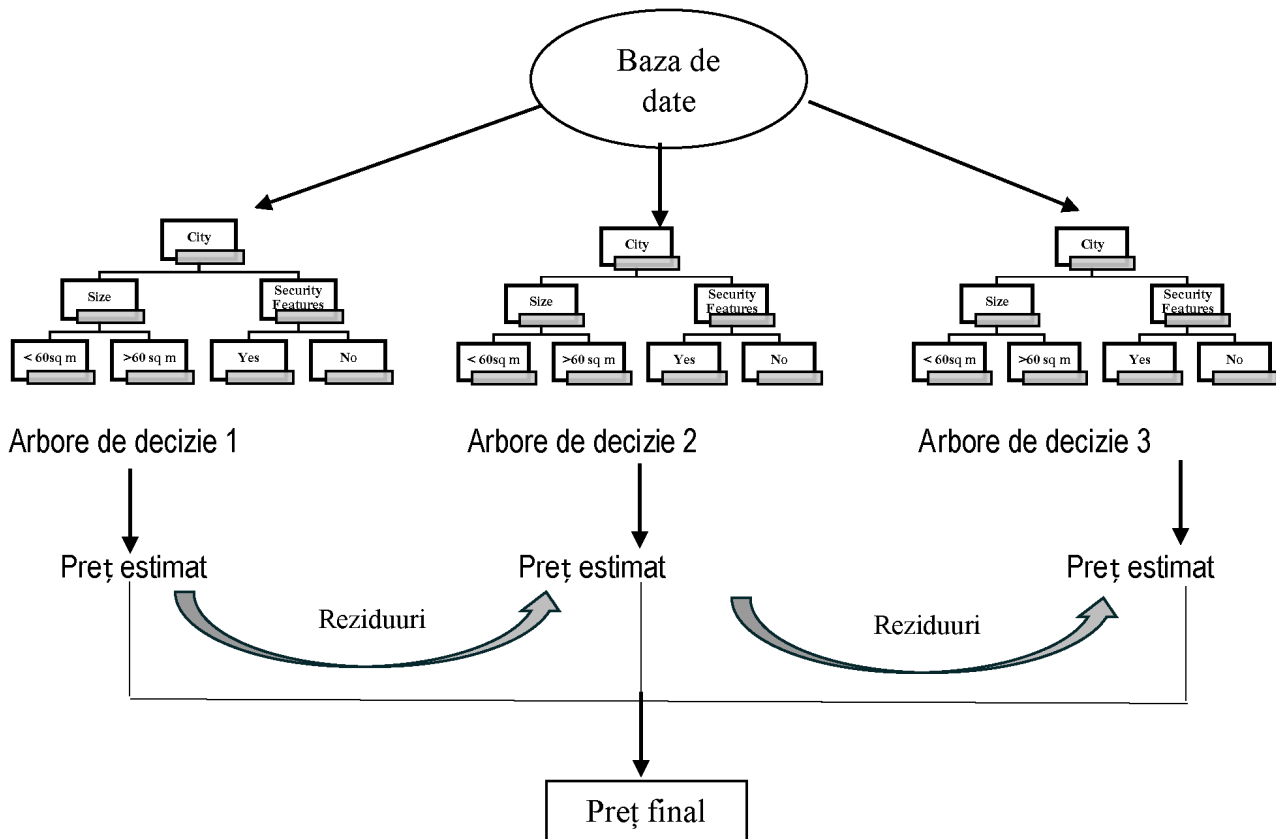 Baza de
date
City
City
City
Size
Security
Features
Size
Security
Features
Size
Security
Features
< 60sq m
>60 sq m
Yes
No
< 60sq m
>60 sq m
Yes
No
< 60sq m
>60 sq m
Yes
No
Arbore de decizie 1
Arbore de decizie 2
Arbore de decizie 3
Preț estimat
Preț estimat
Preț estimat
Reziduuri
Reziduuri
Preț final